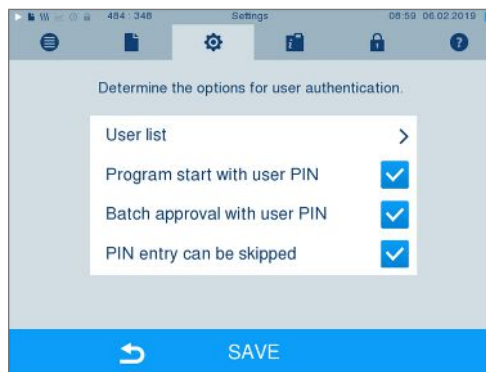 484 : 348 Settings 08:59 06.02.2019
Determine the options for user authentication.
User list
Program start with user PIN
Batch approval with user PIN
PIN entry can be skipped
SAVE